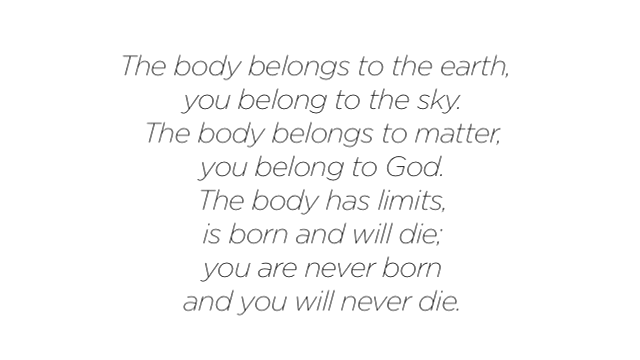 The body belongs to the earth,
you belong to the sky.
The body belongs to matter,
you belong to God.
The body has limits,
is born and will die;
you are never born
and you will never die.